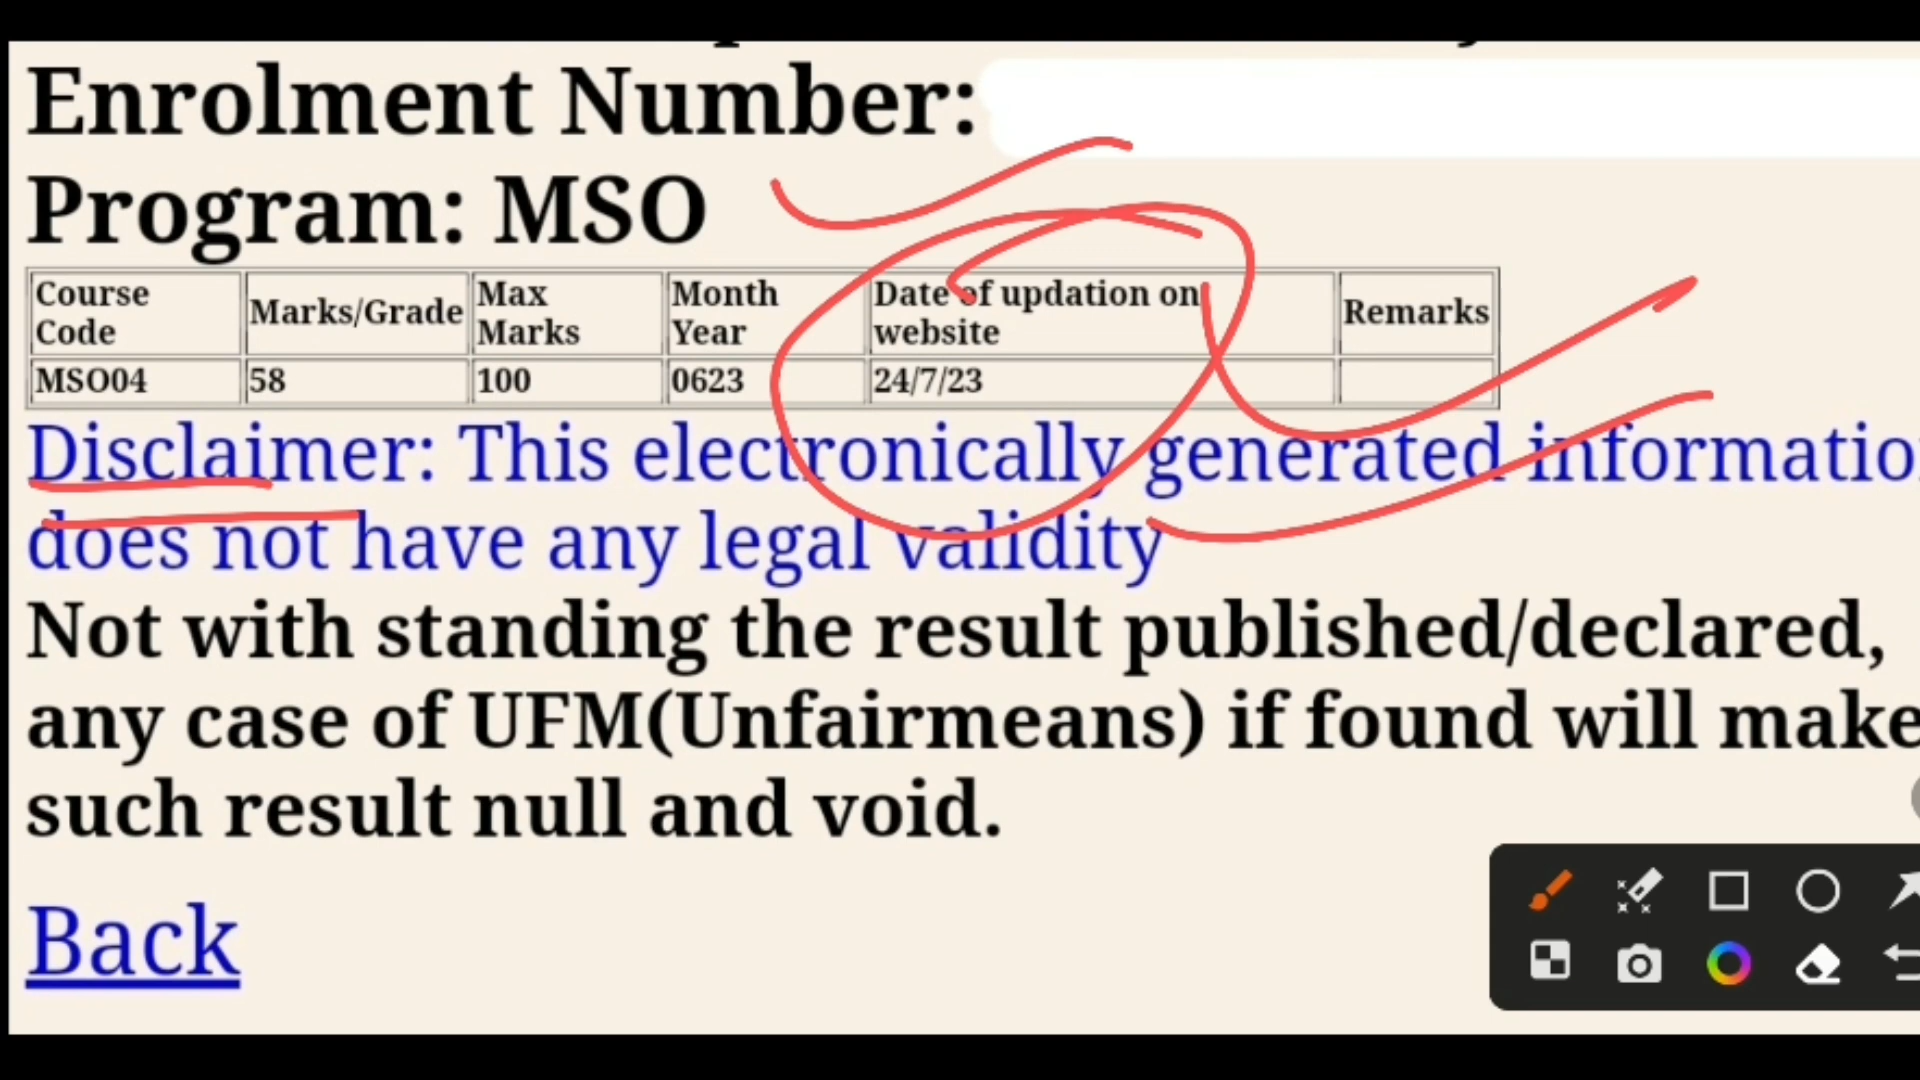 Enrolment Number:
Program: MSO
Course Code Marks/Grade Max Marks Month Year Date of updation on website Remarks
MSO04 58 100 0623 24/7/23
Disclaimer: This electronically generated
does not have any legal validity
Not with standing the result published/declared,
any case of UFM(Unfairmeans) if found will make
such result null and void.
Back